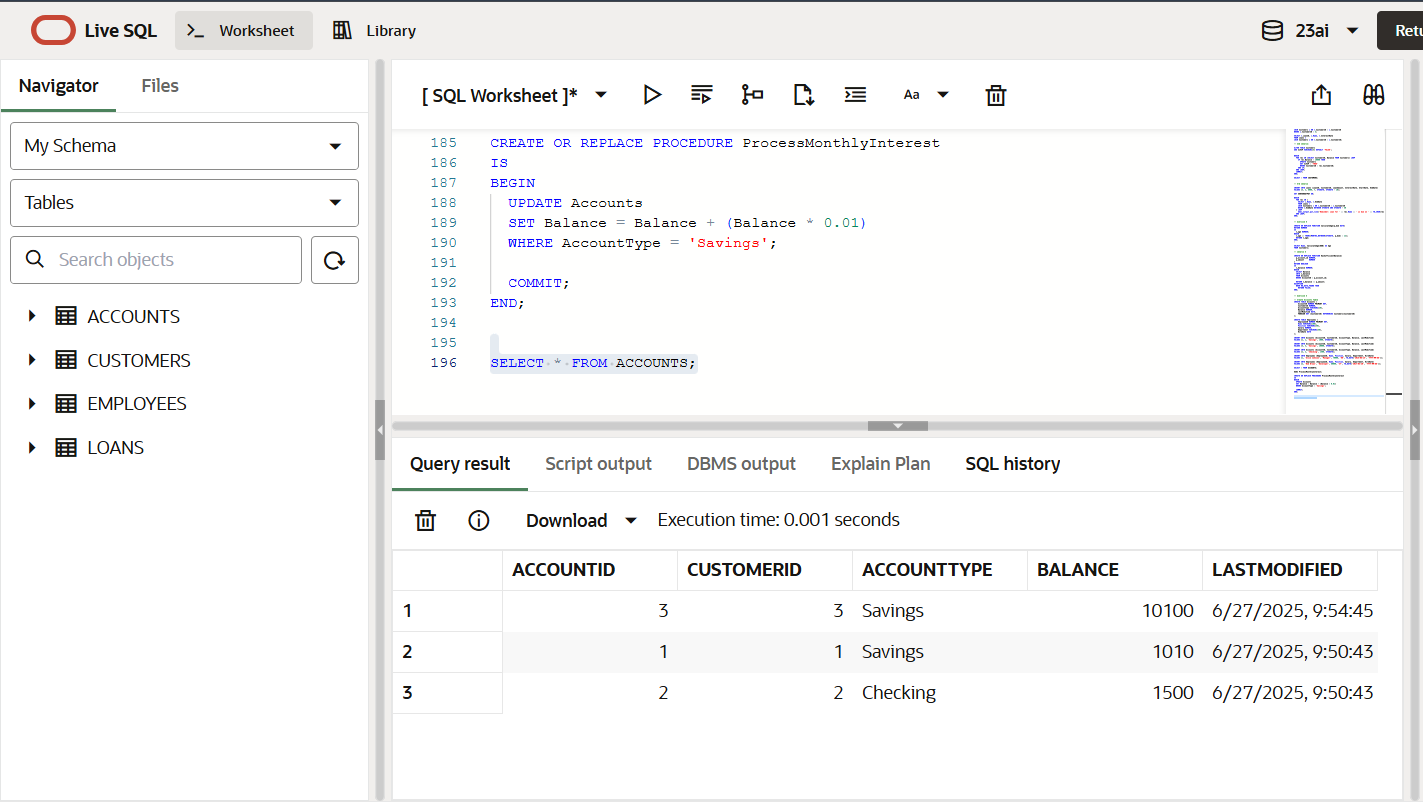 Live SQL
Worksheet
Library
23ai
Retu
Navigator
Files
My Schema
Tables
Search objects
ACCOUNTS
CUSTOMERS
EMPLOYEES
LOANS
[ SQL Worksheet ]*
Aa
185 CREATE OR REPLACE PROCEDURE ProcessMonthlyInterest
186 IS
187 BEGIN
188 UPDATE Accounts
189 SET Balance = Balance + (Balance * 0.01)
190 WHERE AccountType = 'Savings';
191
192 COMMIT;
193 END;
194
195
196 SELECT * FROM ACCOUNTS;
Query result
Script output
DBMS output
Explain Plan
SQL history
Download
Execution time: 0.001 seconds
ACCOUNTID CUSTOMERID ACCOUNTTYPE BALANCE LASTMODIFIED
1 3 3 Savings 10100 6/27/2025, 9:54:45
2 1 1 Savings 1010 6/27/2025, 9:50:43
3 2 2 Checking 1500 6/27/2025, 9:50:43